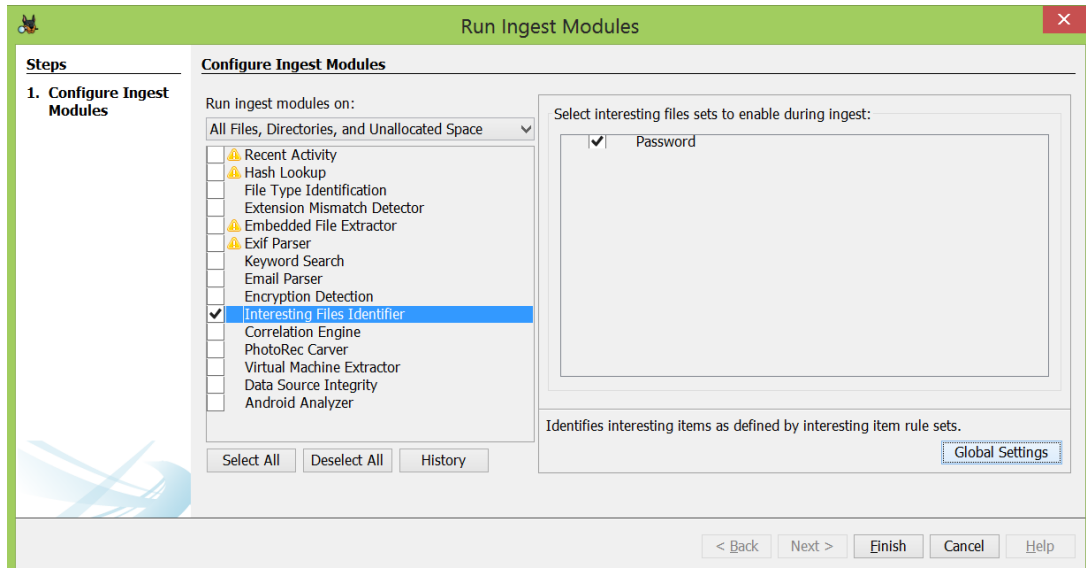 Run Ingest Modules
Steps
1. Configure Ingest
Modules
Configure Ingest Modules
Run ingest modules on:
All Files, Directories, and Unallocated Space
Recent Activity
Hash Lookup
File Type Identification
Extension Mismatch Detector
Embedded File Extractor
Exif Parser
Keyword Search
Email Parser
Encryption Detection
Interesting Files Identifier
Correlation Engine
PhotoRec Carver
Virtual Machine Extractor
Data Source Integrity
Android Analyzer
Select All Deselect All History
Select interesting files sets to enable during ingest:
Password
Identifies interesting items as defined by interesting item rule sets.
Global Settings
< Back Next > Finish Cancel Help